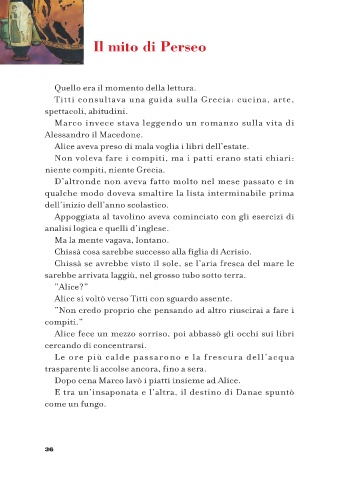 Il mito di Perseo
Quello era il momento della lettura.
Titti consultava una guida sulla Grecia: cucina, arte,
spettacoli, abitudini.
Marco invece stava leggendo un romanzo sulla vita di
Alessandro il Macedone.
Alice aveva preso di mala voglia i libri dell'estate.
Non voleva fare i compiti, ma i patti erano stati chiari:
niente compiti, niente Grecia.
D'altronde non aveva fatto molto nel mese passato e in
qualche modo doveva smaltire la lista interminabile prima
dell'inizio dell'anno scolastico.
Appoggiata al tavolino aveva cominciato con gli esercizi di
analisi logica e quelli d'inglese.
Ma la mente vagava, lontano.
Chissà cosa sarebbe successo alla figlia di Acrisio.
Chissà se avrebbe visto il sole, se l'aria fresca del mare le
sarebbe arrivata laggiù, nel grosso tubo sotto terra.
"Alice?"
Alice si voltò verso Titti con sguardo assente.
"Non credo proprio che pensando ad altro riuscirai a fare i
compiti."
Alice fece un mezzo sorriso, poi abbassò gli occhi sui libri
cercando di concentrarsi.
Le ore più calde passarono e la frescura dell'acqua
trasparente li accolse ancora, fino a sera.
Dopo cena Marco lavò i piatti insieme ad Alice.
E tra un'insaponata e l'altra, il destino di Danae spuntò
come un fungo.
36